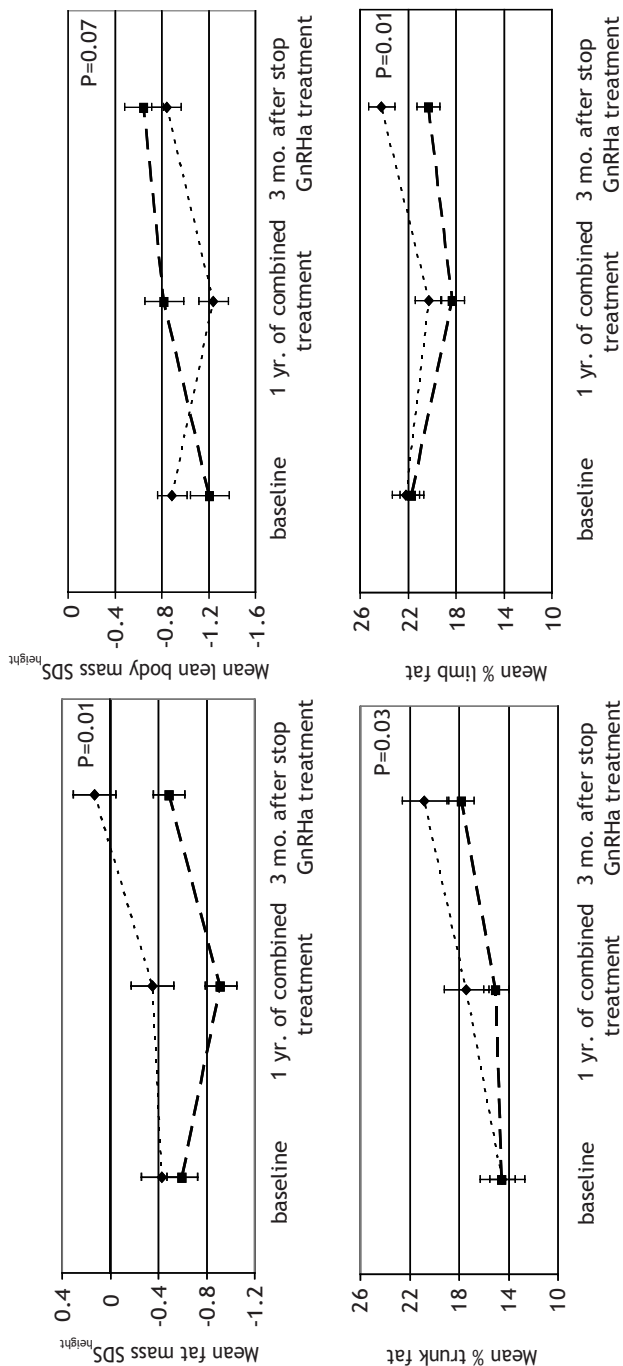 Mean fat mass SDSheight
0.4
0
-0.4
-0.8
-1.2
P=0.01
baseline
1 yr. of combined
treatment
3 mo. after stop
GnRHa treatment
Mean lean body mass SDSheight
0
-0.4
-0.8
-1.2
-1.6
P=0.07
baseline
1 yr. of combined
treatment
3 mo. after stop
GnRHa treatment
Mean % trunk fat
26
22
18
14
10
P=0.03
baseline
1 yr. of combined
treatment
3 mo. after stop
GnRHa treatment
Mean % limb fat
26
22
18
14
10
P=0.01
baseline
1 yr. of combined
treatment
3 mo. after stop
GnRHa treatment